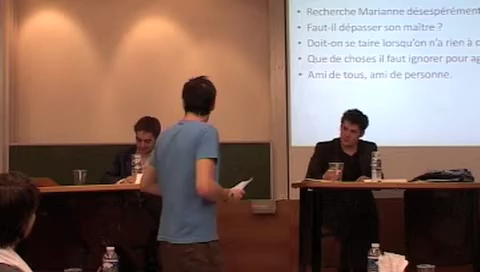 • Recherche Marianne désespérément
• Faut-il dépasser son maître ?
• Doit-on se taire lorsqu'on n'a rien à d
• Que de choses il faut ignorer pour ag
• Ami de tous, ami de personne.